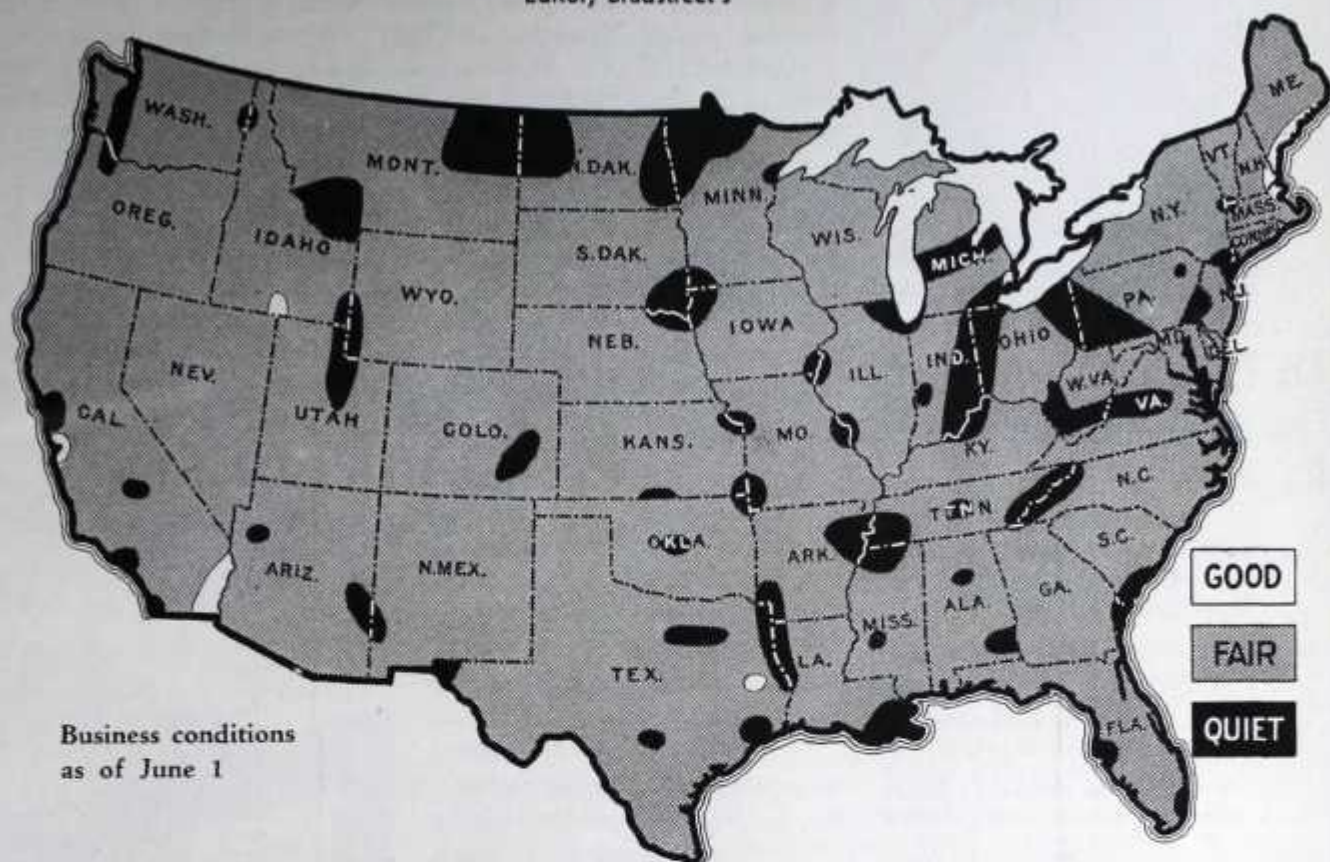 WASH.
MONT.
N.DAK.
MINN.
ME.
VT.
N.H.
OREG.
IDAHO
WYO.
S.DAK.
WIS.
MICH.
N.Y.
MASS.
CONN.
NEB.
IOWA
PA.
N.J.
NEV.
UTAH
COLO.
KANS.
MO.
ILL.
IND.
OHIO
W.VA.
MD.
DEL.
CAL.
KY.
VA.
ARIZ.
N.MEX.
OKLA.
ARK.
TENN
N.C.
S.C.
TEX.
LA.
MISS.
ALA.
GA.
FLA.
GOOD
FAIR
QUIET
Business conditions
as of June 1